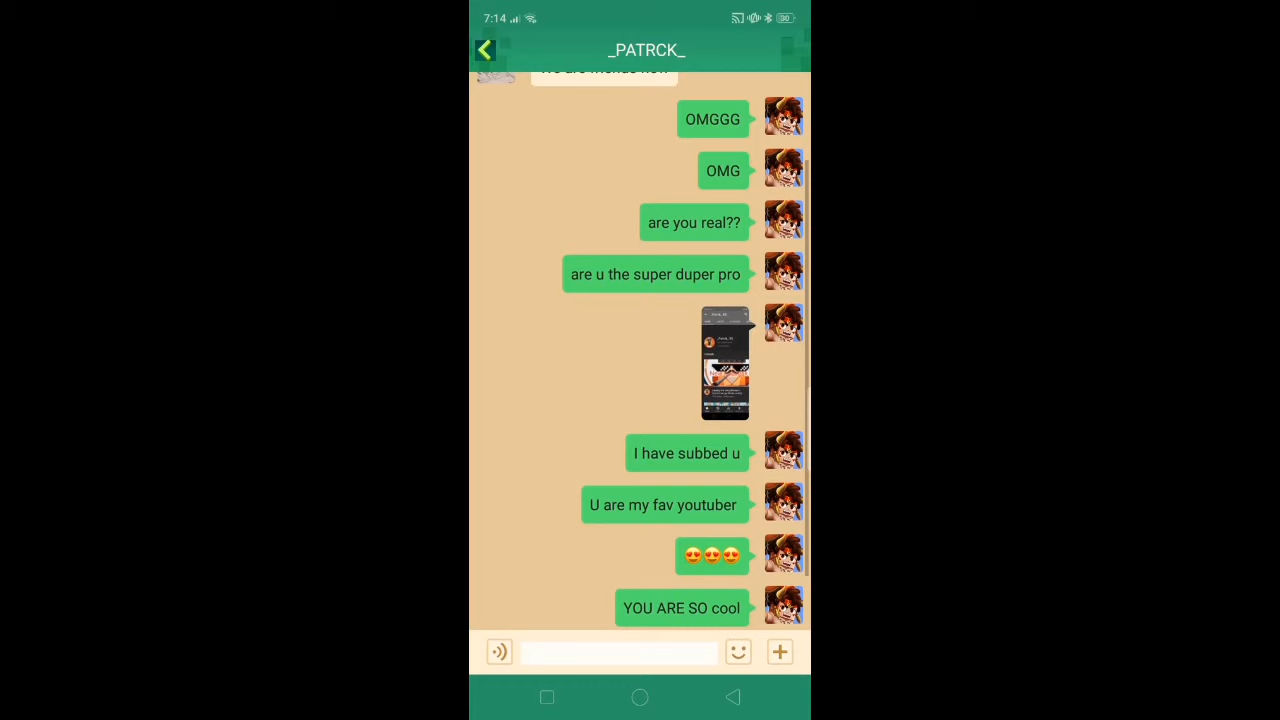 7:14
30
_PATRCK_
OMGGG
OMG
are you real??
are u the super duper pro
I have subbed u
U are my fav youtuber
😍😍😍
YOU ARE SO cool